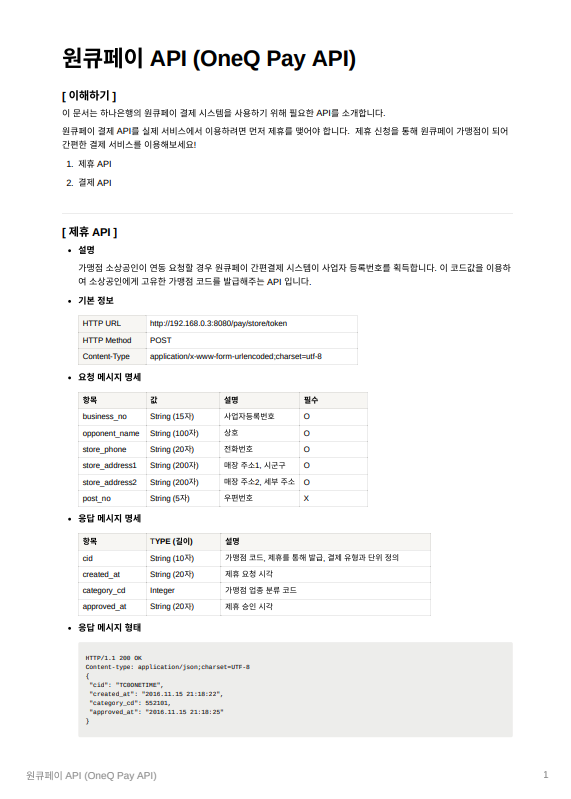 원큐페이 API (OneQ Pay API)
[ 이해하기 ]
이 문서는 하나은행의 원큐페이 결제 시스템을 사용하기 위해 필요한 API를 소개합니다.
원큐페이 결제 API를 실제 서비스에서 이용하려면 먼저 제휴를 맺어야 합니다.  제휴 신청을 통해 원큐페이 가맹점이 되어
간편한 결제 서비스를 이용해보세요!
1. 제휴 API
2. 결제 API
[ 제휴 API ]
• 설명
가맹점 소상공인이 연동 요청할 경우 원큐페이 간편결제 시스템이 사업자 등록번호를 획득합니다. 이 코드값을 이용하
여 소상공인에게 고유한 가맹점 코드를 발급해주는 API 입니다.
• 기본 정보
HTTP URL http://192.168.0.3:8080/pay/store/token
HTTP Method POST
Content-Type application/x-www-form-urlencoded;charset=utf-8
• 요청 메시지 명세
항목 값 설명 필수
business_no String (15자) 사업자등록번호 O
opponent_name String (100자) 상호 O
store_phone String (20자) 전화번호 O
store_address1 String (200자) 매장 주소1, 시군구 O
store_address2 String (200자) 매장 주소2, 세부 주소 O
post_no String (5자) 우편번호 X
• 응답 메시지 명세
항목 TYPE (길이) 설명
cid String (10자) 가맹점 코드, 제휴를 통해 발급, 결제 유형과 단위 정의
created_at String (20자) 제휴 요청 시각
category_cd Integer 가맹점 업종 분류 코드
approved_at String (20자) 제휴 승인 시각
• 응답 메시지 형태
HTTP/1.1 200 OK
Content-type: application/json;charset=UTF-8
{
"cid": "TC0ONETIME",
"created_at": "2016.11.15 21:18:22",
"category_cd": 552101,
"approved_at": "2016.11.15 21:18:25"
}
원큐페이 API (OneQ Pay API) 1